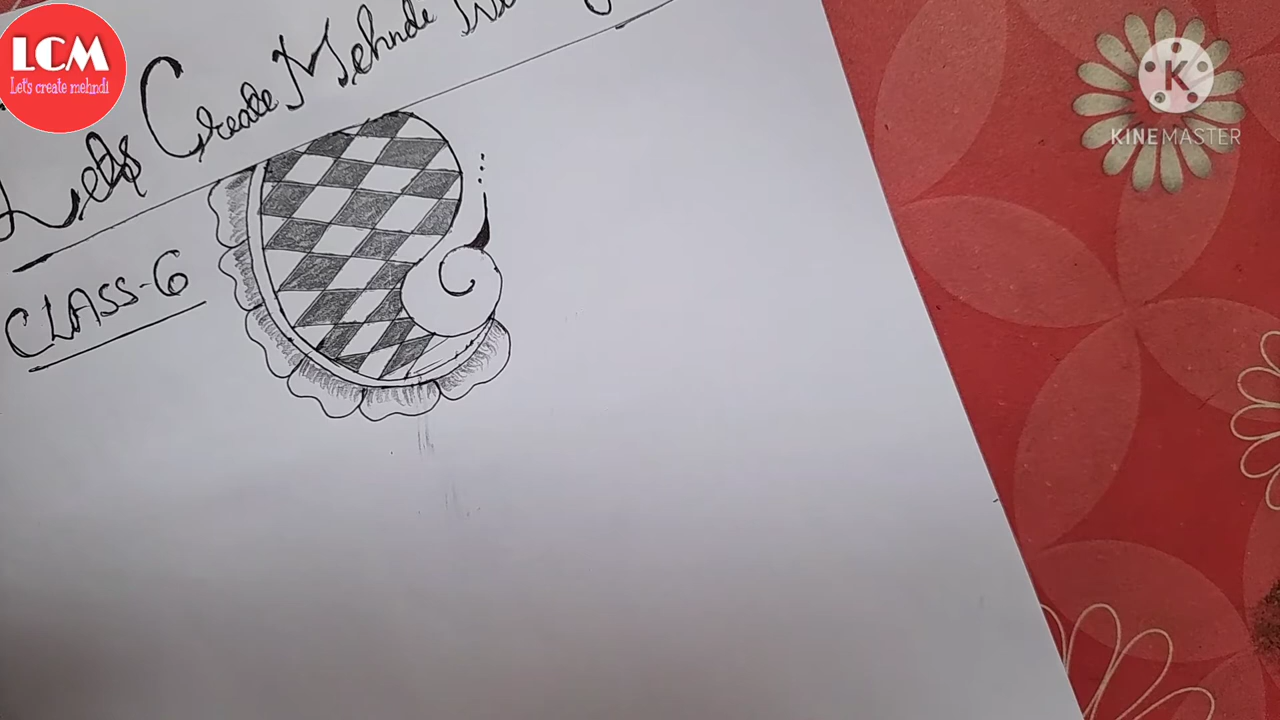 LCM
Let's create mehndi
KINEMASTER
Lets Create Mehndi
CLASS-6